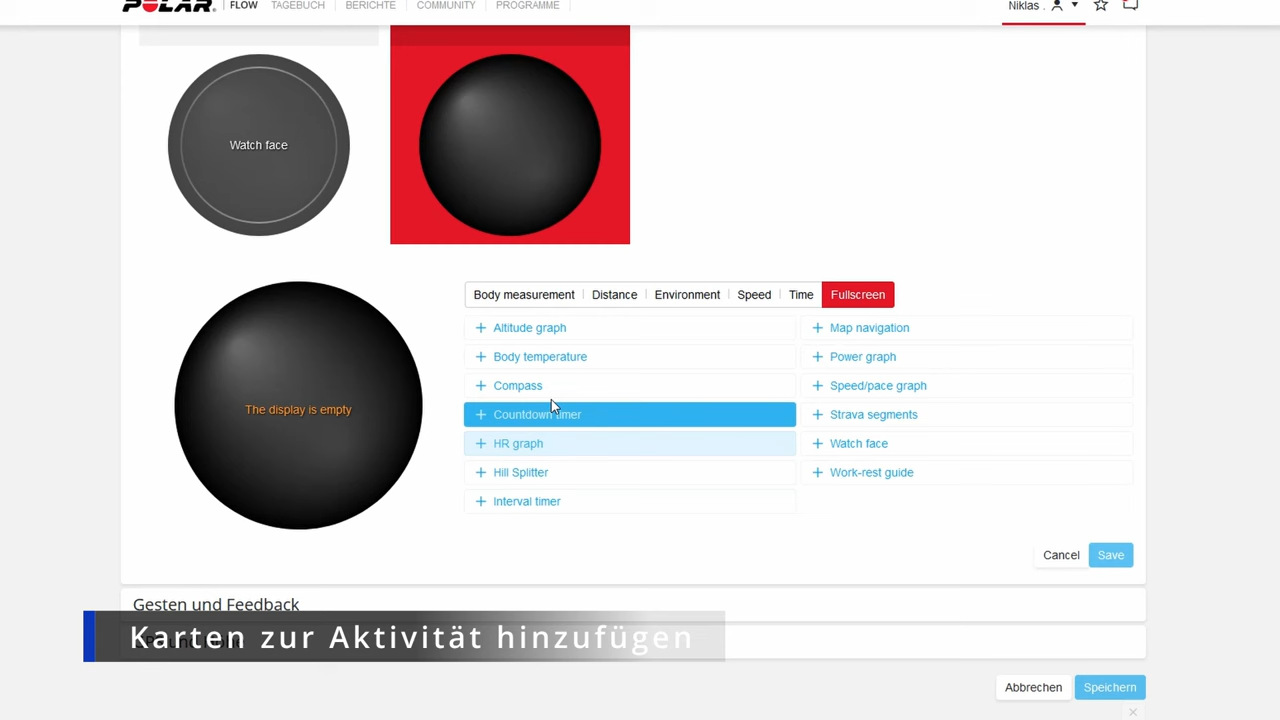 POLAR FLOW TAGEBUCH BERICHTE COMMUNITY PROGRAMME Niklas .
Watch face
Body measurement Distance Environment Speed Time Fullscreen
+ Altitude graph
+ Body temperature
+ Compass
+ Countdown timer
+ HR graph
+ Hill Splitter
+ Interval timer
+ Map navigation
+ Power graph
+ Speed/pace graph
+ Strava segments
+ Watch face
+ Work-rest guide
The display is empty
Cancel Save
Gesten und Feedback
Karten zur Aktivität hinzufügen
Abbrechen Speichern